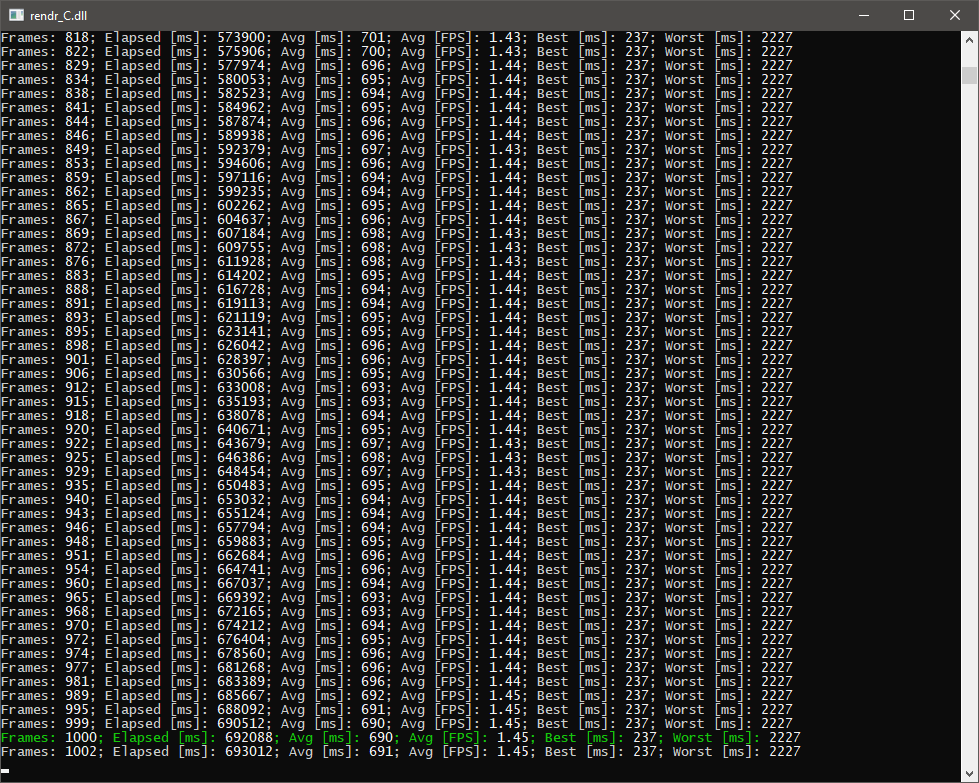 rendr_C.dll
Frames: 818; Elapsed [ms]: 573900; Avg [ms]: 701; Avg [FPS]: 1.43; Best [ms]: 237; Worst [ms]: 2227
Frames: 822; Elapsed [ms]: 575906; Avg [ms]: 700; Avg [FPS]: 1.43; Best [ms]: 237; Worst [ms]: 2227
Frames: 829; Elapsed [ms]: 577974; Avg [ms]: 696; Avg [FPS]: 1.44; Best [ms]: 237; Worst [ms]: 2227
Frames: 834; Elapsed [ms]: 580053; Avg [ms]: 695; Avg [FPS]: 1.44; Best [ms]: 237; Worst [ms]: 2227
Frames: 838; Elapsed [ms]: 582523; Avg [ms]: 694; Avg [FPS]: 1.44; Best [ms]: 237; Worst [ms]: 2227
Frames: 841; Elapsed [ms]: 584962; Avg [ms]: 695; Avg [FPS]: 1.44; Best [ms]: 237; Worst [ms]: 2227
Frames: 844; Elapsed [ms]: 587874; Avg [ms]: 696; Avg [FPS]: 1.44; Best [ms]: 237; Worst [ms]: 2227
Frames: 846; Elapsed [ms]: 589938; Avg [ms]: 696; Avg [FPS]: 1.44; Best [ms]: 237; Worst [ms]: 2227
Frames: 849; Elapsed [ms]: 592379; Avg [ms]: 697; Avg [FPS]: 1.43; Best [ms]: 237; Worst [ms]: 2227
Frames: 853; Elapsed [ms]: 594606; Avg [ms]: 696; Avg [FPS]: 1.44; Best [ms]: 237; Worst [ms]: 2227
Frames: 859; Elapsed [ms]: 597116; Avg [ms]: 694; Avg [FPS]: 1.44; Best [ms]: 237; Worst [ms]: 2227
Frames: 862; Elapsed [ms]: 599235; Avg [ms]: 694; Avg [FPS]: 1.44; Best [ms]: 237; Worst [ms]: 2227
Frames: 865; Elapsed [ms]: 602262; Avg [ms]: 695; Avg [FPS]: 1.44; Best [ms]: 237; Worst [ms]: 2227
Frames: 867; Elapsed [ms]: 604637; Avg [ms]: 696; Avg [FPS]: 1.44; Best [ms]: 237; Worst [ms]: 2227
Frames: 869; Elapsed [ms]: 607184; Avg [ms]: 698; Avg [FPS]: 1.43; Best [ms]: 237; Worst [ms]: 2227
Frames: 872; Elapsed [ms]: 609755; Avg [ms]: 698; Avg [FPS]: 1.43; Best [ms]: 237; Worst [ms]: 2227
Frames: 876; Elapsed [ms]: 611928; Avg [ms]: 698; Avg [FPS]: 1.43; Best [ms]: 237; Worst [ms]: 2227
Frames: 883; Elapsed [ms]: 614202; Avg [ms]: 695; Avg [FPS]: 1.44; Best [ms]: 237; Worst [ms]: 2227
Frames: 888; Elapsed [ms]: 616728; Avg [ms]: 694; Avg [FPS]: 1.44; Best [ms]: 237; Worst [ms]: 2227
Frames: 891; Elapsed [ms]: 619113; Avg [ms]: 694; Avg [FPS]: 1.44; Best [ms]: 237; Worst [ms]: 2227
Frames: 893; Elapsed [ms]: 621119; Avg [ms]: 695; Avg [FPS]: 1.44; Best [ms]: 237; Worst [ms]: 2227
Frames: 895; Elapsed [ms]: 623141; Avg [ms]: 695; Avg [FPS]: 1.44; Best [ms]: 237; Worst [ms]: 2227
Frames: 898; Elapsed [ms]: 626042; Avg [ms]: 696; Avg [FPS]: 1.44; Best [ms]: 237; Worst [ms]: 2227
Frames: 901; Elapsed [ms]: 628397; Avg [ms]: 696; Avg [FPS]: 1.44; Best [ms]: 237; Worst [ms]: 2227
Frames: 906; Elapsed [ms]: 630566; Avg [ms]: 695; Avg [FPS]: 1.44; Best [ms]: 237; Worst [ms]: 2227
Frames: 912; Elapsed [ms]: 633008; Avg [ms]: 693; Avg [FPS]: 1.44; Best [ms]: 237; Worst [ms]: 2227
Frames: 915; Elapsed [ms]: 635193; Avg [ms]: 693; Avg [FPS]: 1.44; Best [ms]: 237; Worst [ms]: 2227
Frames: 918; Elapsed [ms]: 638078; Avg [ms]: 694; Avg [FPS]: 1.44; Best [ms]: 237; Worst [ms]: 2227
Frames: 920; Elapsed [ms]: 640671; Avg [ms]: 695; Avg [FPS]: 1.44; Best [ms]: 237; Worst [ms]: 2227
Frames: 922; Elapsed [ms]: 643679; Avg [ms]: 697; Avg [FPS]: 1.43; Best [ms]: 237; Worst [ms]: 2227
Frames: 925; Elapsed [ms]: 646386; Avg [ms]: 698; Avg [FPS]: 1.43; Best [ms]: 237; Worst [ms]: 2227
Frames: 929; Elapsed [ms]: 648454; Avg [ms]: 697; Avg [FPS]: 1.43; Best [ms]: 237; Worst [ms]: 2227
Frames: 935; Elapsed [ms]: 650483; Avg [ms]: 695; Avg [FPS]: 1.44; Best [ms]: 237; Worst [ms]: 2227
Frames: 940; Elapsed [ms]: 653032; Avg [ms]: 694; Avg [FPS]: 1.44; Best [ms]: 237; Worst [ms]: 2227
Frames: 943; Elapsed [ms]: 655124; Avg [ms]: 694; Avg [FPS]: 1.44; Best [ms]: 237; Worst [ms]: 2227
Frames: 946; Elapsed [ms]: 657794; Avg [ms]: 694; Avg [FPS]: 1.44; Best [ms]: 237; Worst [ms]: 2227
Frames: 948; Elapsed [ms]: 659883; Avg [ms]: 695; Avg [FPS]: 1.44; Best [ms]: 237; Worst [ms]: 2227
Frames: 951; Elapsed [ms]: 662684; Avg [ms]: 696; Avg [FPS]: 1.44; Best [ms]: 237; Worst [ms]: 2227
Frames: 954; Elapsed [ms]: 664741; Avg [ms]: 696; Avg [FPS]: 1.44; Best [ms]: 237; Worst [ms]: 2227
Frames: 960; Elapsed [ms]: 667037; Avg [ms]: 694; Avg [FPS]: 1.44; Best [ms]: 237; Worst [ms]: 2227
Frames: 965; Elapsed [ms]: 669392; Avg [ms]: 693; Avg [FPS]: 1.44; Best [ms]: 237; Worst [ms]: 2227
Frames: 968; Elapsed [ms]: 672165; Avg [ms]: 693; Avg [FPS]: 1.44; Best [ms]: 237; Worst [ms]: 2227
Frames: 970; Elapsed [ms]: 674212; Avg [ms]: 694; Avg [FPS]: 1.44; Best [ms]: 237; Worst [ms]: 2227
Frames: 972; Elapsed [ms]: 676404; Avg [ms]: 695; Avg [FPS]: 1.44; Best [ms]: 237; Worst [ms]: 2227
Frames: 974; Elapsed [ms]: 678560; Avg [ms]: 696; Avg [FPS]: 1.44; Best [ms]: 237; Worst [ms]: 2227
Frames: 977; Elapsed [ms]: 681268; Avg [ms]: 696; Avg [FPS]: 1.44; Best [ms]: 237; Worst [ms]: 2227
Frames: 981; Elapsed [ms]: 683389; Avg [ms]: 696; Avg [FPS]: 1.44; Best [ms]: 237; Worst [ms]: 2227
Frames: 989; Elapsed [ms]: 685667; Avg [ms]: 692; Avg [FPS]: 1.45; Best [ms]: 237; Worst [ms]: 2227
Frames: 995; Elapsed [ms]: 688092; Avg [ms]: 691; Avg [FPS]: 1.45; Best [ms]: 237; Worst [ms]: 2227
Frames: 999; Elapsed [ms]: 690512; Avg [ms]: 690; Avg [FPS]: 1.45; Best [ms]: 237; Worst [ms]: 2227
Frames: 1000; Elapsed [ms]: 692088; Avg [ms]: 690; Avg [FPS]: 1.45; Best [ms]: 237; Worst [ms]: 2227
Frames: 1002; Elapsed [ms]: 693012; Avg [ms]: 691; Avg [FPS]: 1.45; Best [ms]: 237; Worst [ms]: 2227